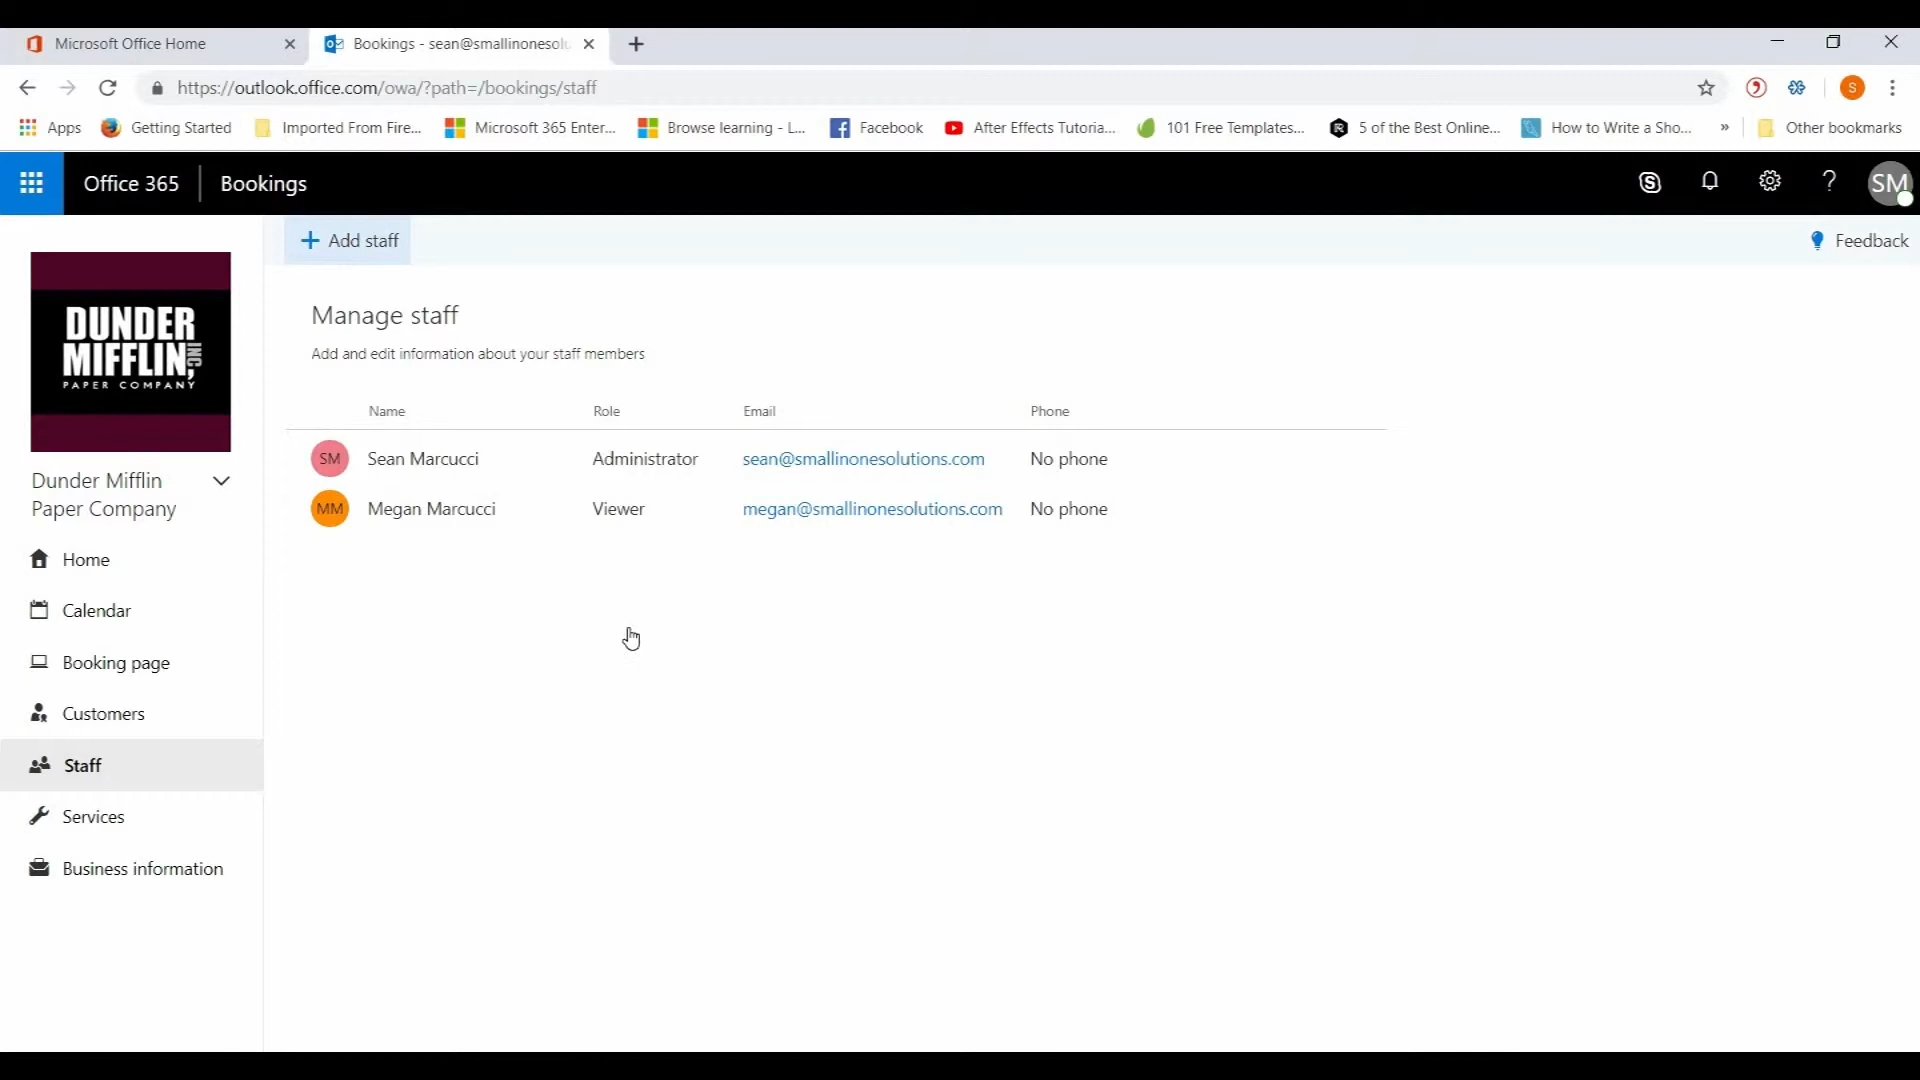 Microsoft Office Home
Bookings - sean@smallinonesolu
https://outlook.office.com/owa/?path=/bookings/staff
S
Apps
Getting Started
Imported From Fire...
Microsoft 365 Enter...
Browse learning - L...
Facebook
After Effects Tutoria...
101 Free Templates...
5 of the Best Online...
How to Write a Sho...
»
Other bookmarks
Office 365
Bookings
?
SM
+ Add staff
Feedback
DUNDER
MIFFLIN, INC
PAPER COMPANY
Dunder Mifflin
Paper Company
Home
Calendar
Booking page
Customers
Staff
Services
Business information
Manage staff
Add and edit information about your staff members
Name Role Email Phone
SM Sean Marcucci Administrator sean@smallinonesolutions.com No phone
MM Megan Marcucci Viewer megan@smallinonesolutions.com No phone